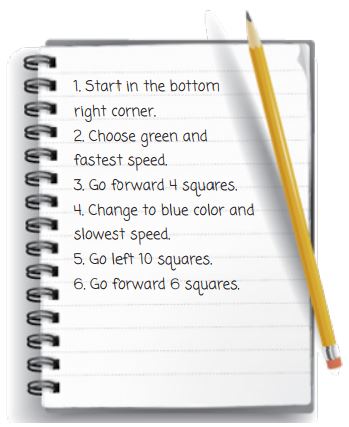 1. Start in the bottom
right corner.
2. Choose green and
fastest speed.
3. Go forward 4 squares.
4. Change to blue color and
slowest speed.
5. Go left 10 squares.
6. Go forward 6 squares.